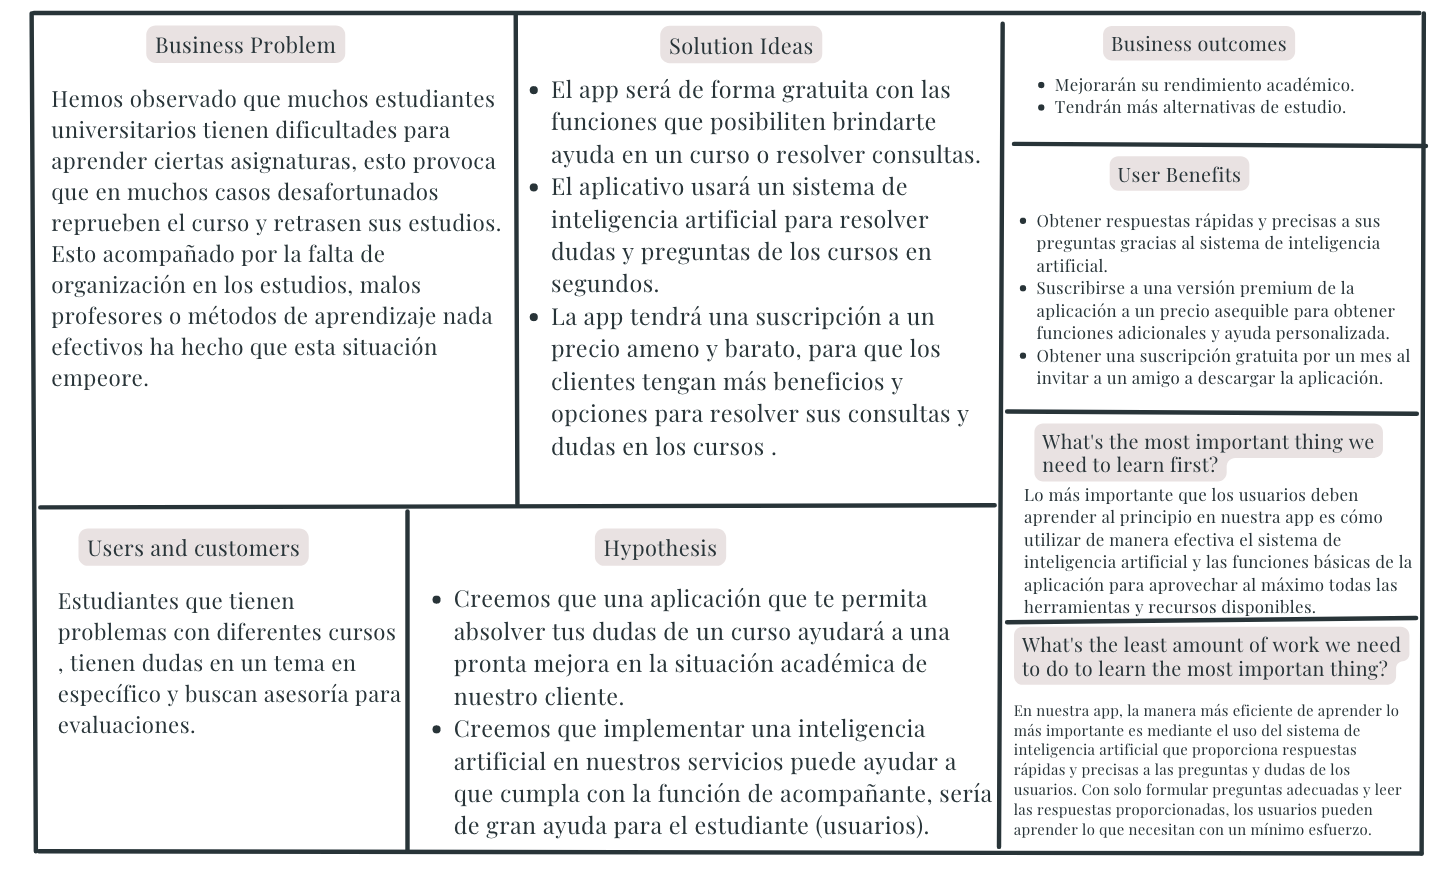 Business Problem
Hemos observado que muchos estudiantes
universitarios tienen dificultades para
aprender ciertas asignaturas, esto provoca
que en muchos casos desafortunados
reprueben el curso y retrasen sus estudios.
Esto acompañado por la falta de
organización en los estudios, malos
profesores o métodos de aprendizaje nada
efectivos ha hecho que esta situación
empeore.
Solution Ideas
• El app será de forma gratuita con las
funciones que posibiliten brindarte
ayuda en un curso o resolver consultas.
• El aplicativo usará un sistema de
inteligencia artificial para resolver
dudas y preguntas de los cursos en
segundos.
• La app tendrá una suscripción a un
precio ameno y barato, para que los
clientes tengan más beneficios y
opciones para resolver sus consultas y
dudas en los cursos .
Business outcomes
• Mejorarán su rendimiento académico.
• Tendrán más alternativas de estudio.
User Benefits
• Obtener respuestas rápidas y precisas a sus
preguntas gracias al sistema de inteligencia
artificial.
• Suscribirse a una versión premium de la
aplicación a un precio asequible para obtener
funciones adicionales y ayuda personalizada.
• Obtener una suscripción gratuita por un mes al
invitar a un amigo a descargar la aplicación.
Users and customers
Estudiantes que tienen
problemas con diferentes cursos
, tienen dudas en un tema en
específico y buscan asesoría para
evaluaciones.
Hypothesis
• Creemos que una aplicación que te permita
absolver tus dudas de un curso ayudará a una
pronta mejora en la situación académica de
nuestro cliente.
• Creemos que implementar una inteligencia
artificial en nuestros servicios puede ayudar a
que cumpla con la función de acompañante, sería
de gran ayuda para el estudiante (usuarios).
What's the most important thing we
need to learn first?
Lo más importante que los usuarios deben
aprender al principio en nuestra app es cómo
utilizar de manera efectiva el sistema de
inteligencia artificial y las funciones básicas de la
aplicación para aprovechar al máximo todas las
herramientas y recursos disponibles.
What's the least amount of work we need
to do to learn the most importan thing?
En nuestra app, la manera más eficiente de aprender lo
más importante es mediante el uso del sistema de
inteligencia artificial que proporciona respuestas
rápidas y precisas a las preguntas y dudas de los
usuarios. Con solo formular preguntas adecuadas y leer
las respuestas proporcionadas, los usuarios pueden
aprender lo que necesitan con un mínimo esfuerzo.